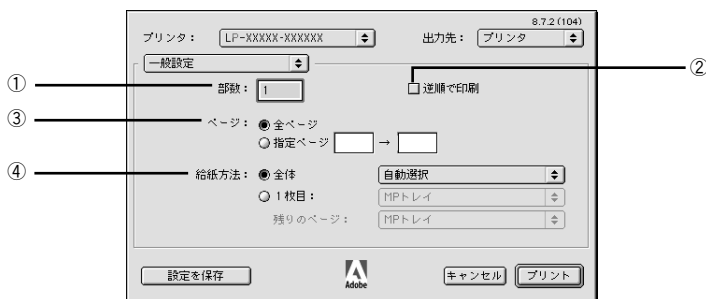 8.7.2 (104)
プリンタ： LP-XXXXX-XXXXXX 出力先： プリンタ
一般設定
② 
① 部数： 1 逆順で印刷
③ ページ： 全ページ
指定ページ →
④ 給紙方法： 全体 自動選択
1 枚目： MPトレイ
残りのページ： MPトレイ
設定を保存 Adobe キャンセル プリント